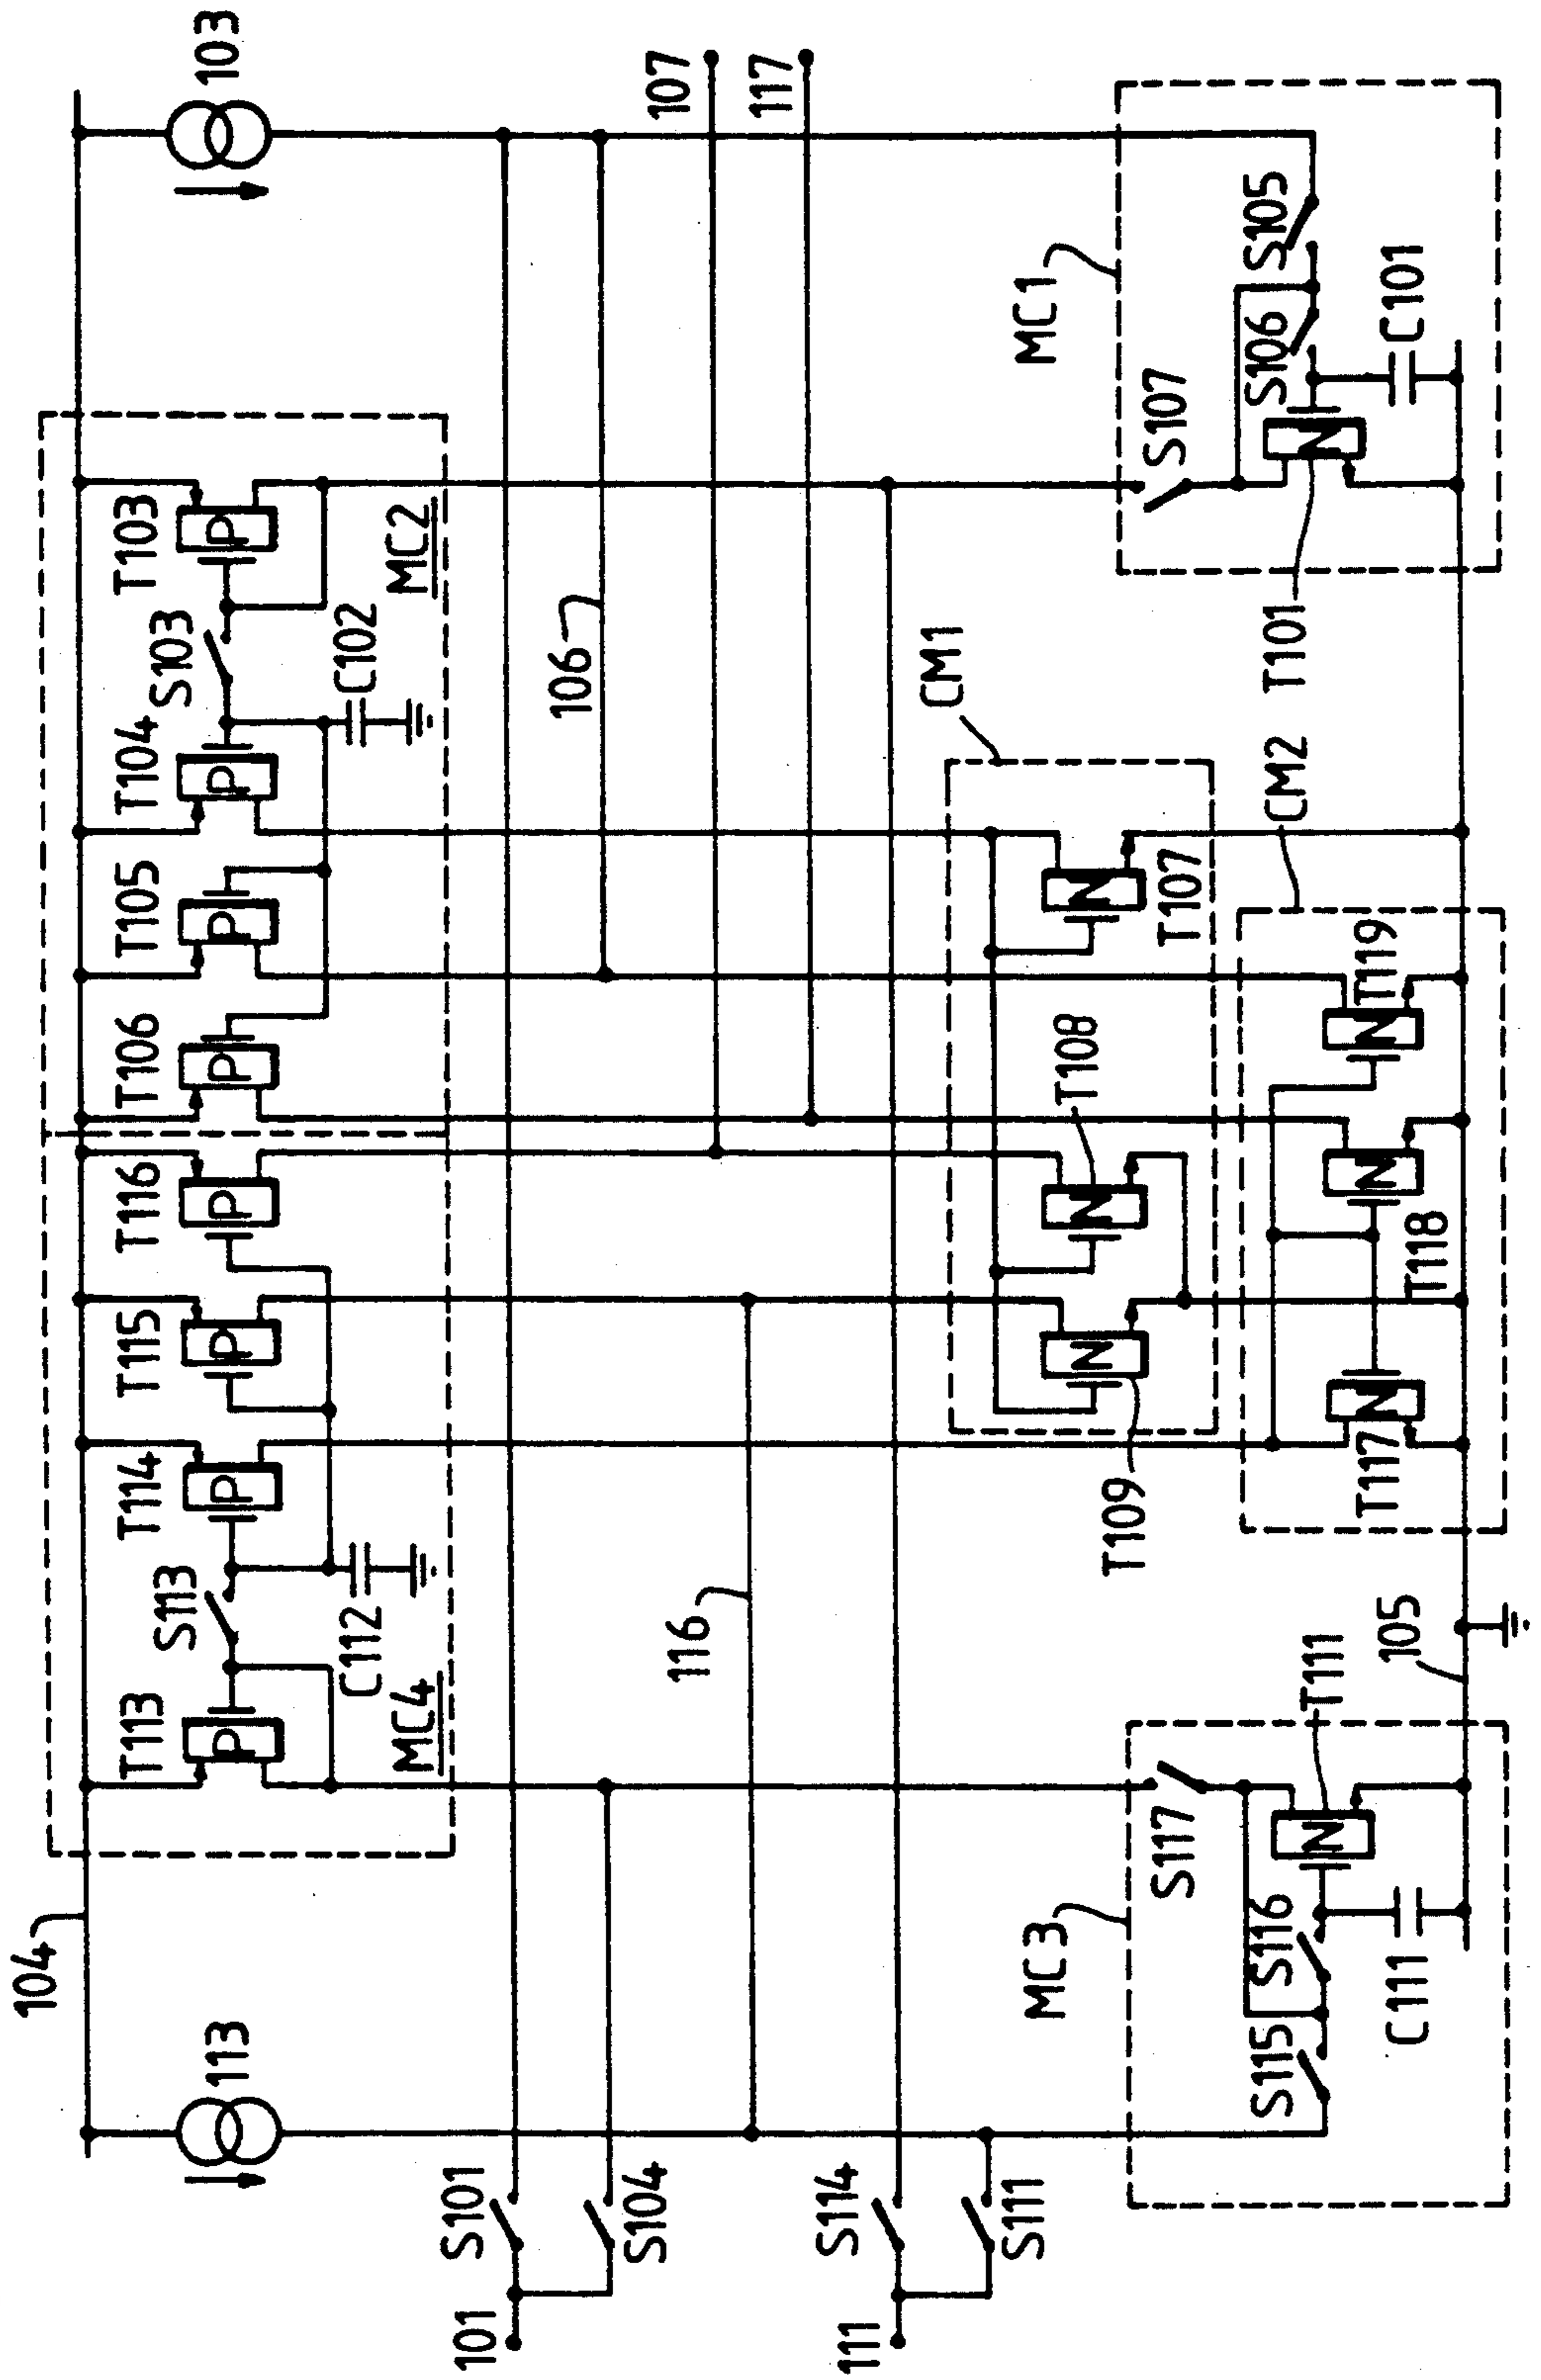 104
113
103
T113
S113
T114
T115
T116
T106
T105
T104
S103
T103
P
P
P
P
P
P
P
P
C112
MC4
C102
MC2
101
S101
S104
116
106
107
117
111
S114
S111
MC3
S117
S115
S116
N
T111
C111
105
T109
N
N
T108
N
T107
CM1
CM2
T117
N
N
T118
N
T119
MC1
S107
S106
S105
N
T101
C101